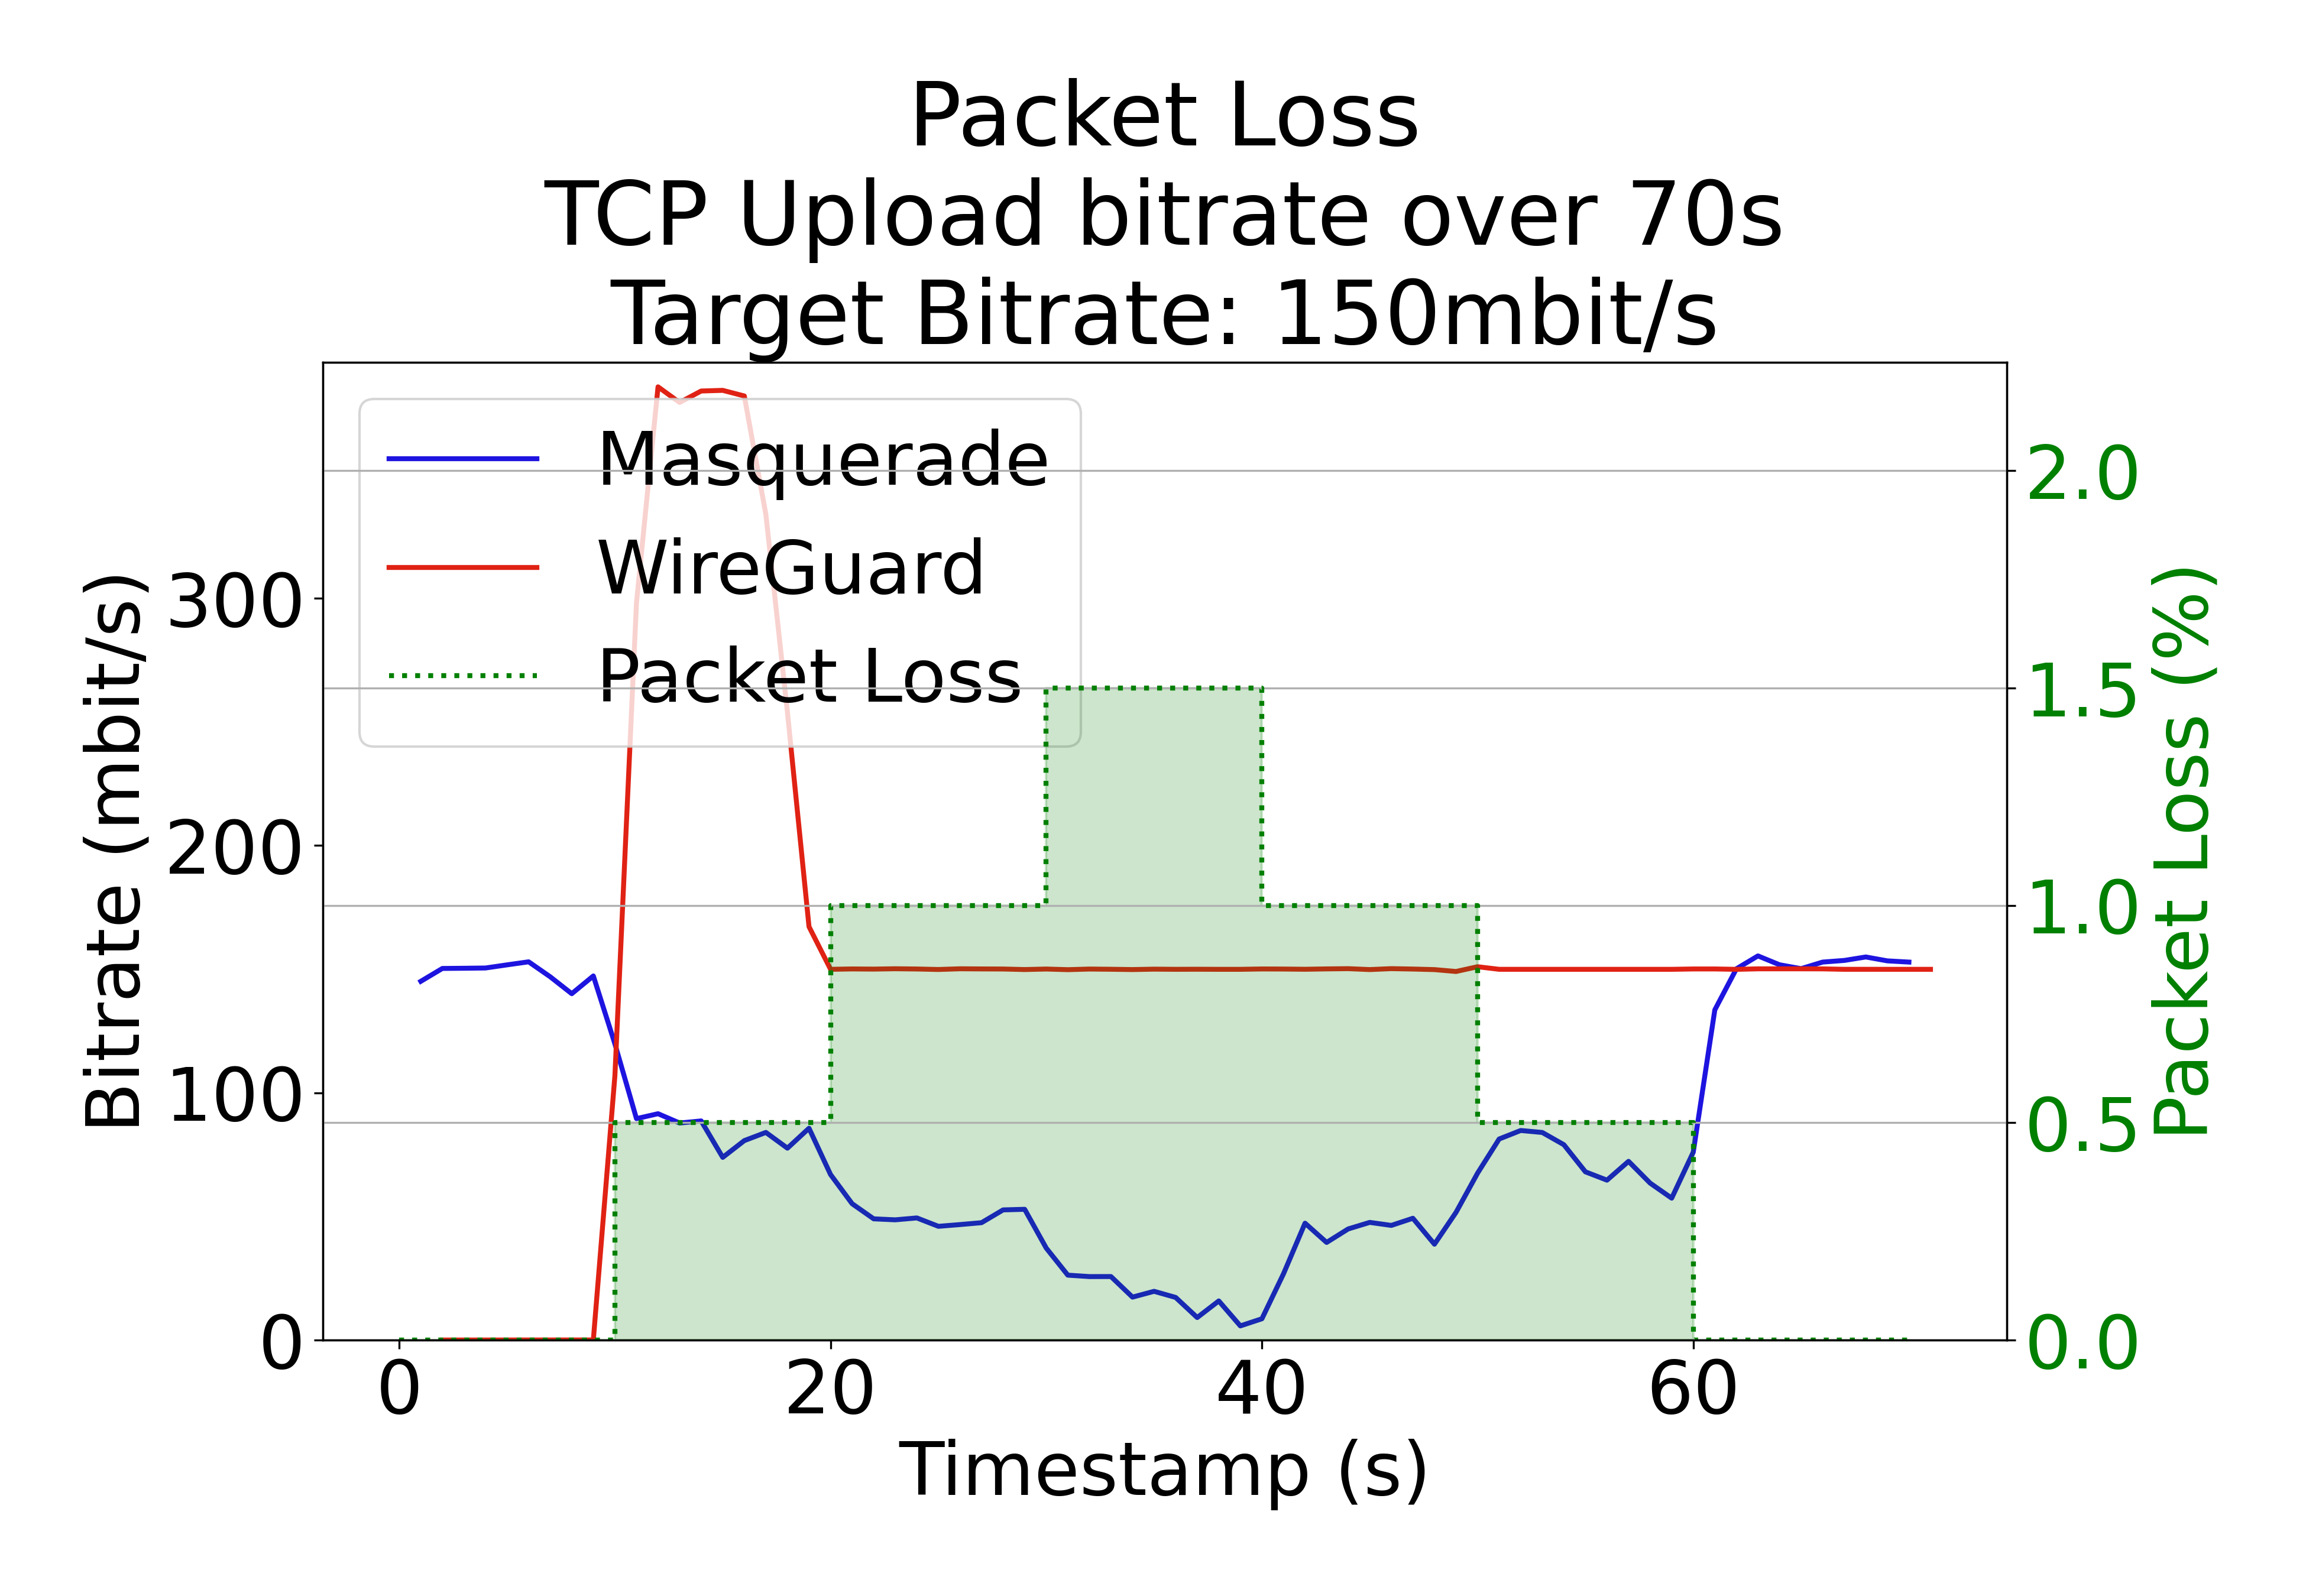 Packet Loss
TCP Upload bitrate over 70s
Target Bitrate: 150mbit/s
Masquerade
WireGuard
Packet Loss
Bitrate (mbit/s)
300
200
100
0
2.0
1.5
1.0
0.5
0.0
Packet Loss (%)
0 20 40 60
Timestamp (s)